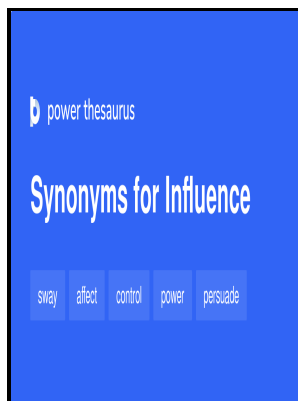 power thesaurus
Synonyms for Influence
sway affect control power persuade